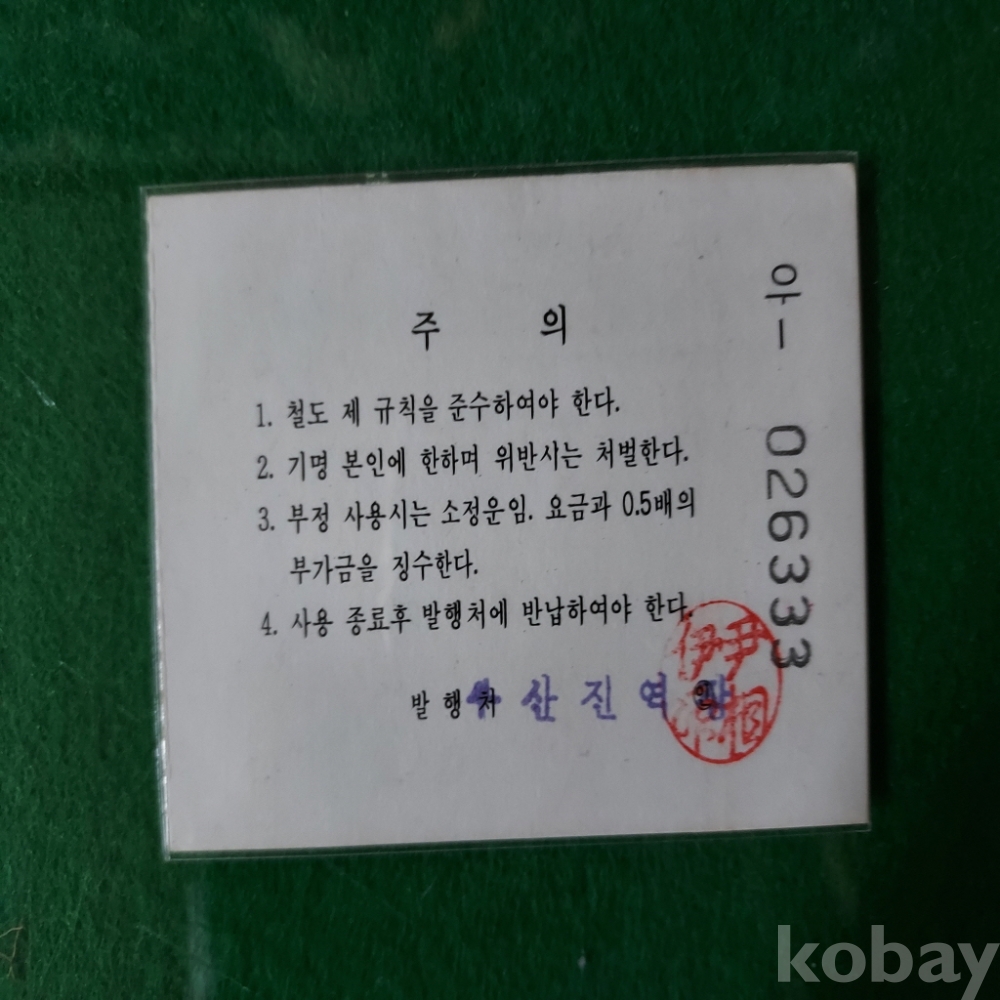 주 의
1. 철도 제 규칙을 준수하여야 한다.
2. 기명 본인에 한하며 위반시는 처벌한다.
3. 부정 사용시는 소정운임. 요금과 0.5배의
부가금을 징수한다.
4. 사용 종료후 발행처에 반납하여야 한다.
발 행 처 부 산 진 역 장 인
아- 026333
kobay